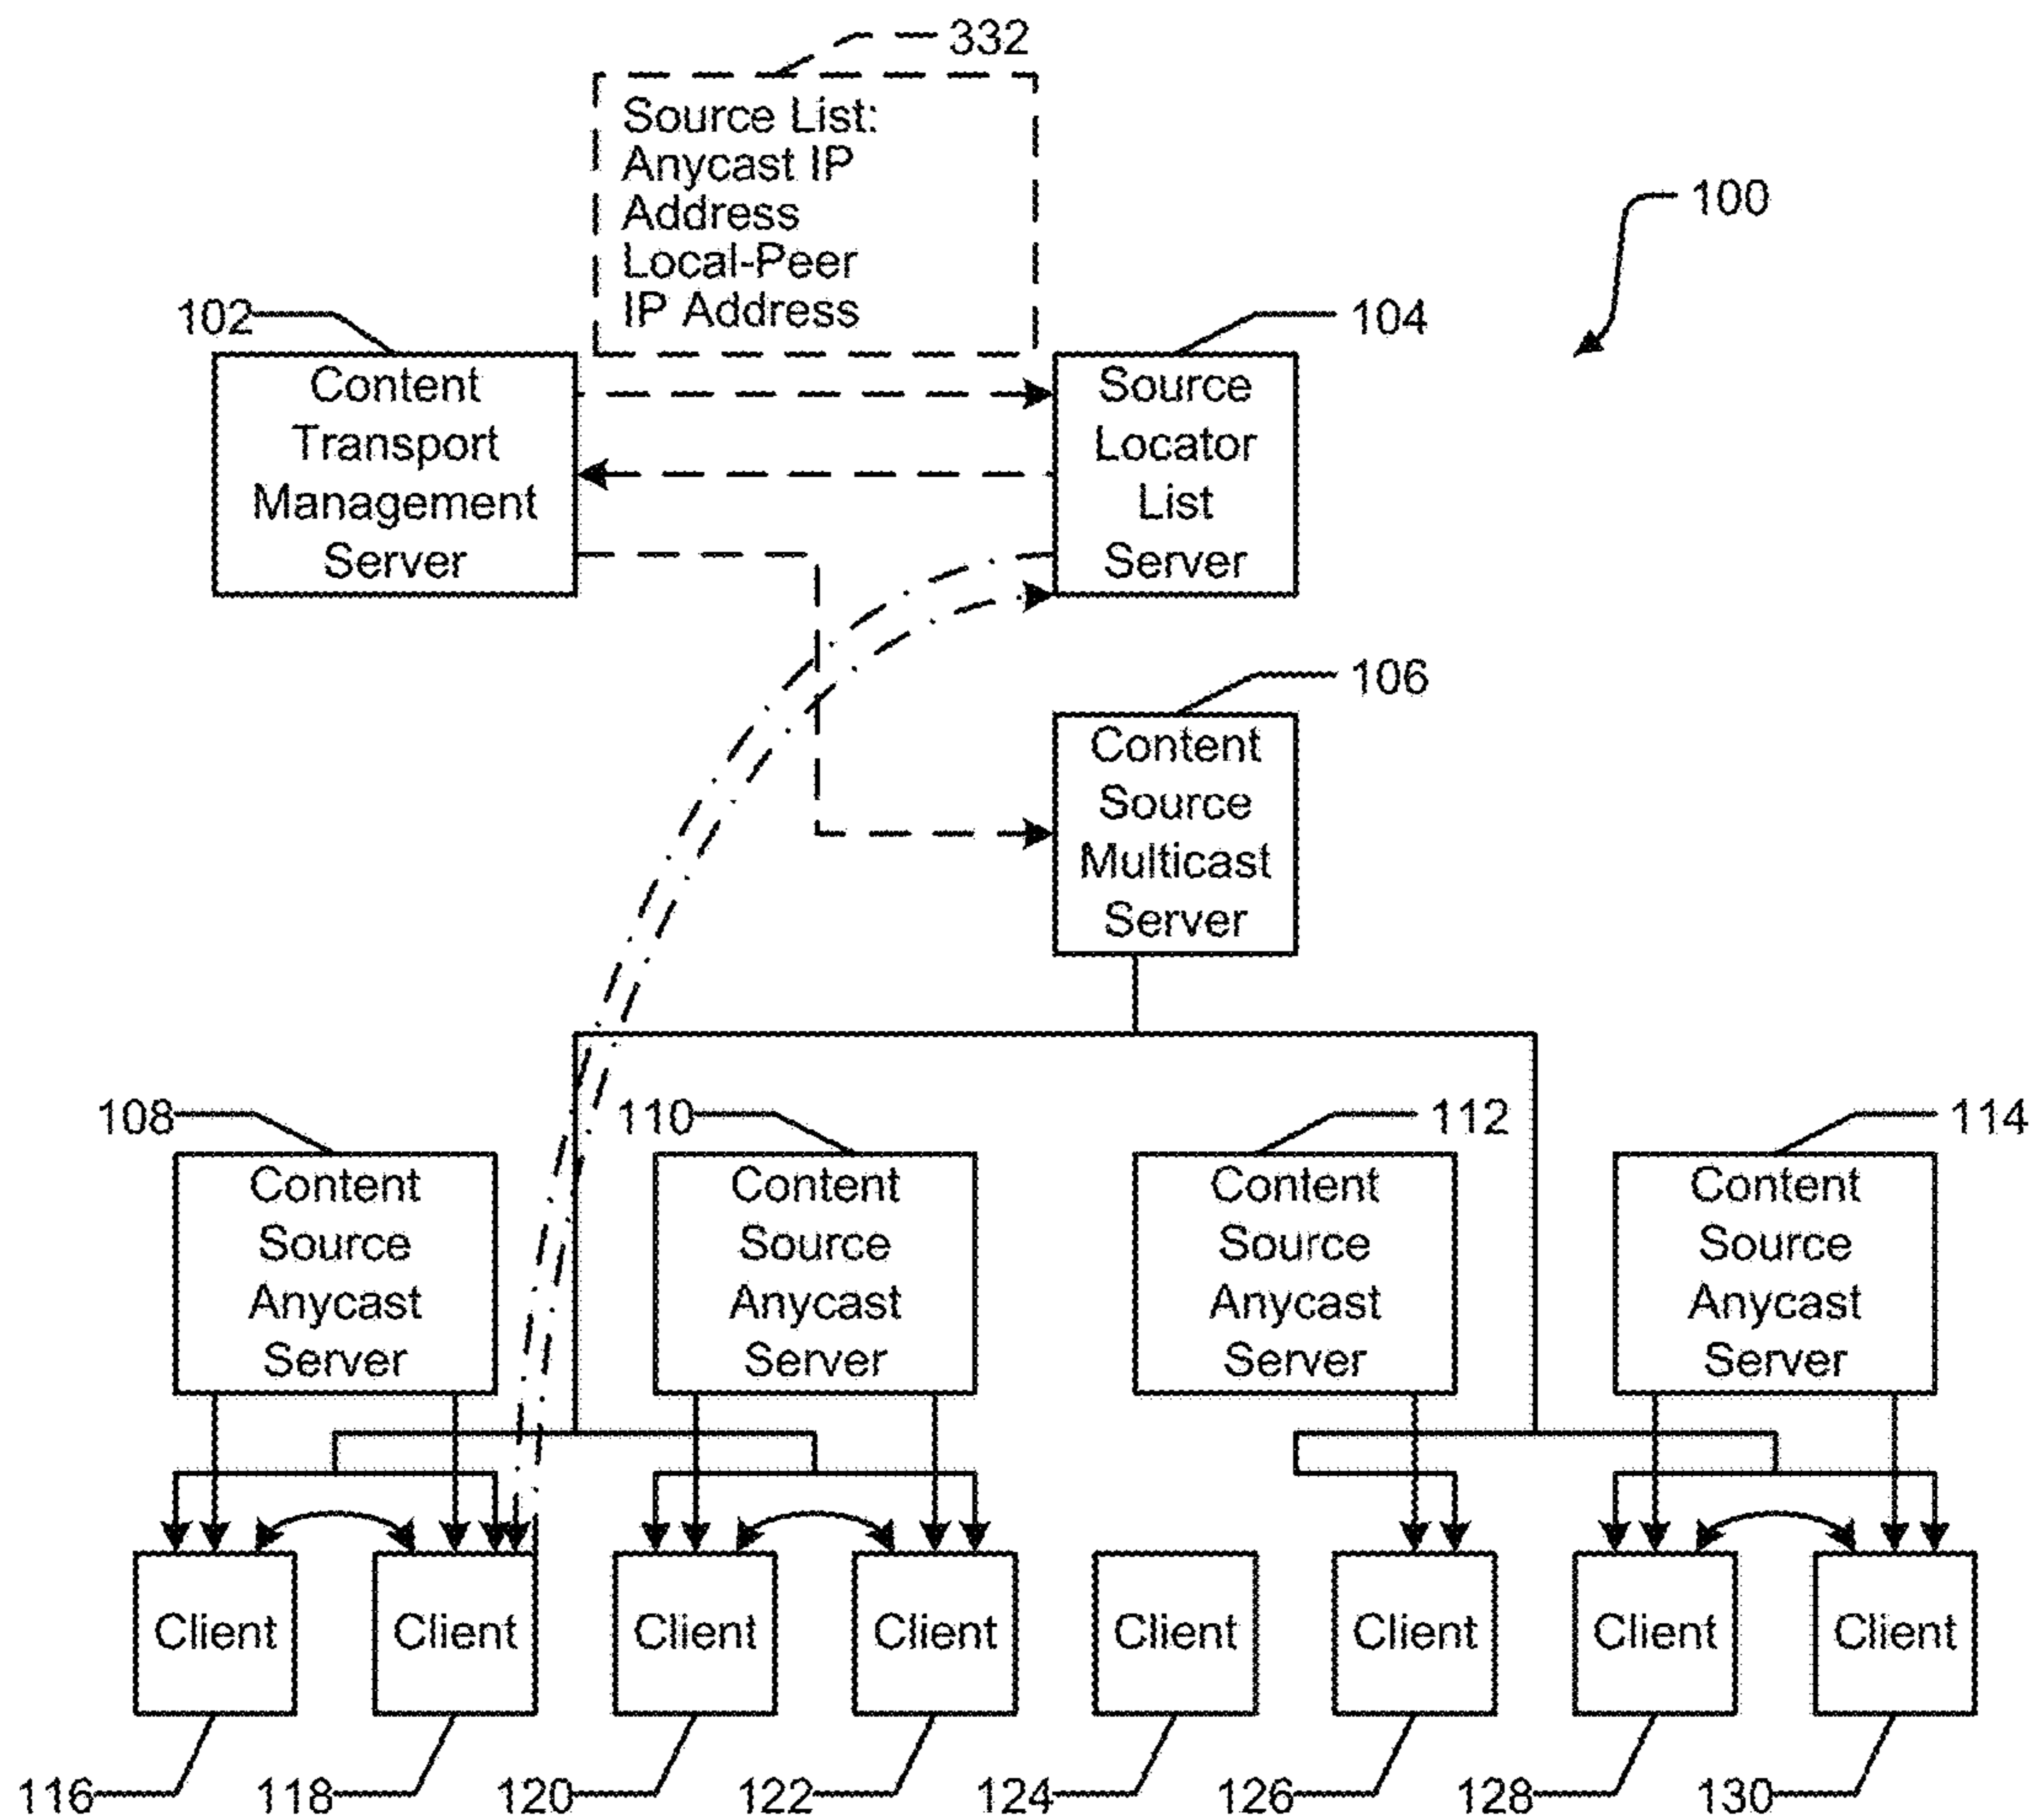 332
Source List:
Anycast IP
Address
Local-Peer
IP Address
100
102
104
Content
Transport
Management
Server
Source
Locator
List
Server
106
Content
Source
Multicast
Server
108
110
112
114
Content
Source
Anycast
Server
Content
Source
Anycast
Server
Content
Source
Anycast
Server
Content
Source
Anycast
Server
Client
Client
Client
Client
Client
Client
Client
Client
116
118
120
122
124
126
128
130